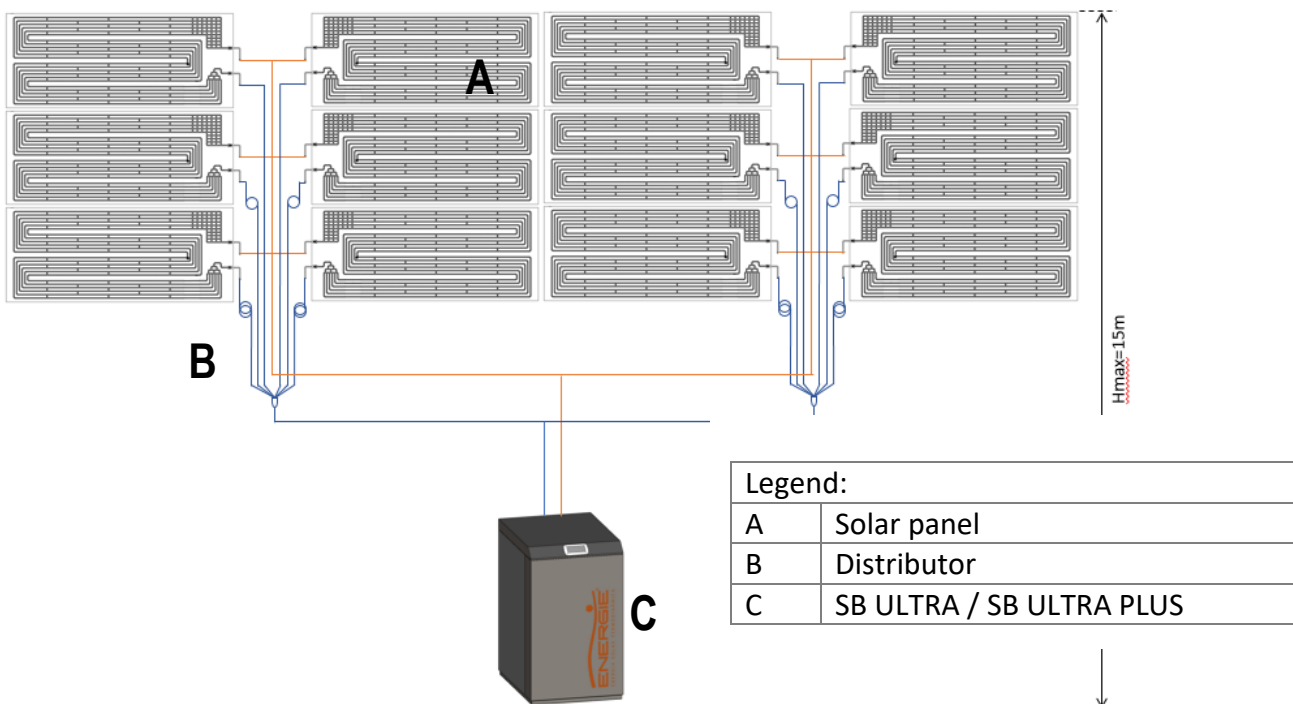 A
B
Hmax=15m
Legend:
A Solar panel
B Distributor
C SB ULTRA / SB ULTRA PLUS
C
ENERGIE